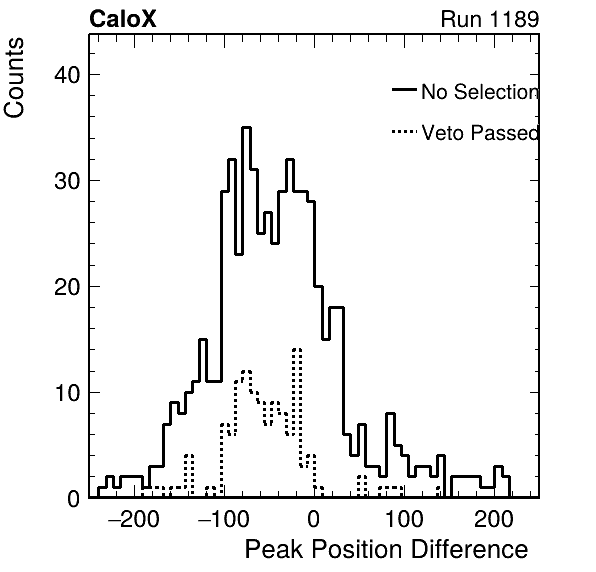 CaloX Run 1189
Counts
40
30
20
10
0
No Selection
Veto Passed
−200 −100 0 100 200
Peak Position Difference